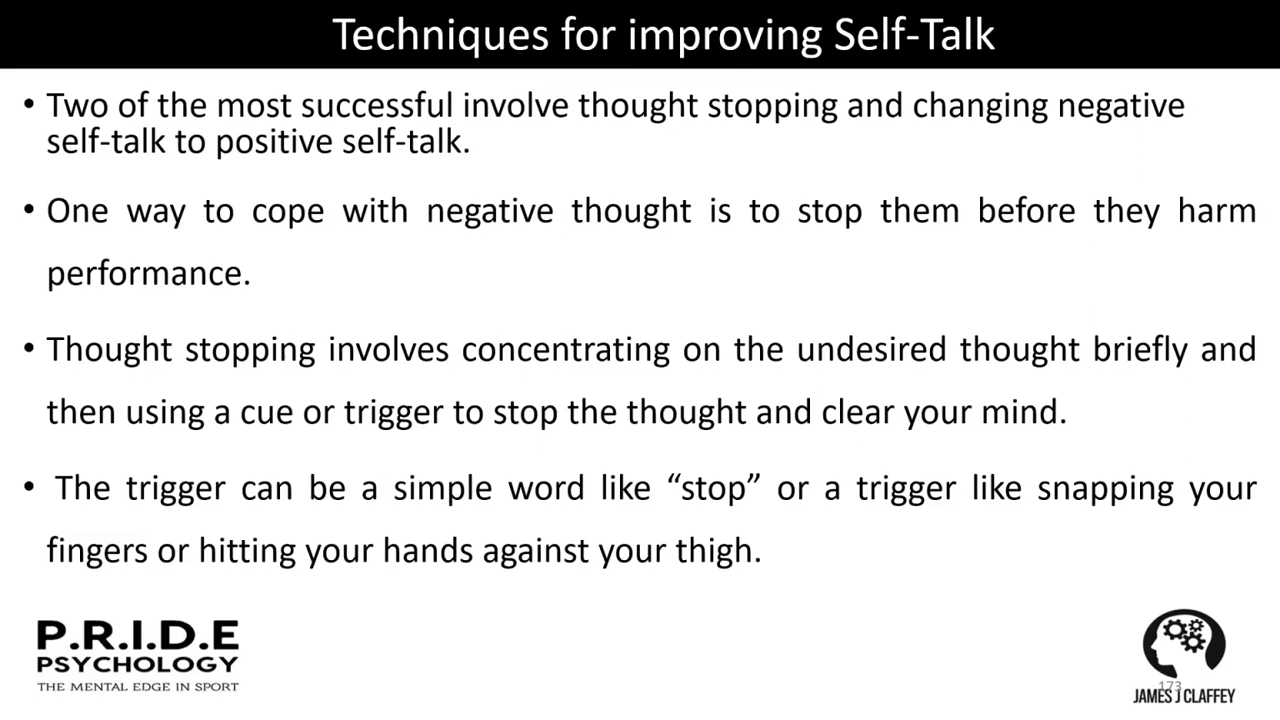 Techniques for improving Self-Talk
• Two of the most successful involve thought stopping and changing negative
self-talk to positive self-talk.
• One way to cope with negative thought is to stop them before they harm
performance.
• Thought stopping involves concentrating on the undesired thought briefly and
then using a cue or trigger to stop the thought and clear your mind.
• The trigger can be a simple word like “stop” or a trigger like snapping your
fingers or hitting your hands against your thigh.
P.R.I.D.E
PSYCHOLOGY
THE MENTAL EDGE IN SPORT
173
JAMES J CLAFFEY